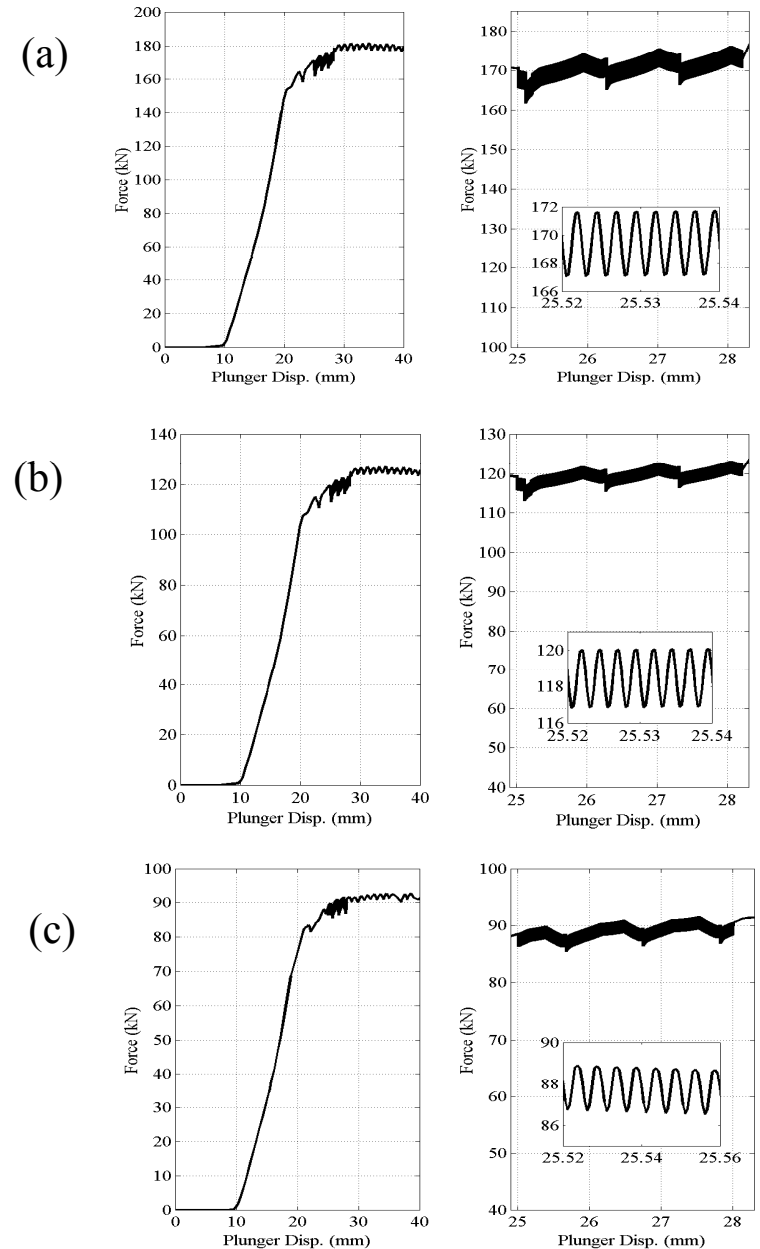 (a)
200
180
160
140
120
100
80
60
40
20
0
Force (kN)
0 10 20 30 40
Plunger Disp. (mm)
180
170
160
150
140
130
120
110
100
Force (kN)
172
170
168
166
25.52 25.53 25.54
25 26 27 28
Plunger Disp. (mm)
(b)
140
120
100
80
60
40
20
0
Force (kN)
0 10 20 30 40
Plunger Disp. (mm)
130
120
110
100
90
80
70
60
50
40
Force (kN)
120
118
116
25.52 25.53 25.54
25 26 27 28
Plunger Disp. (mm)
(c)
100
90
80
70
60
50
40
30
20
10
0
Force (kN)
0 10 20 30 40
Plunger Disp. (mm)
100
90
80
70
60
50
40
Force (kN)
90
88
86
25.52 25.54 25.56
25 26 27 28
Plunger Disp. (mm)